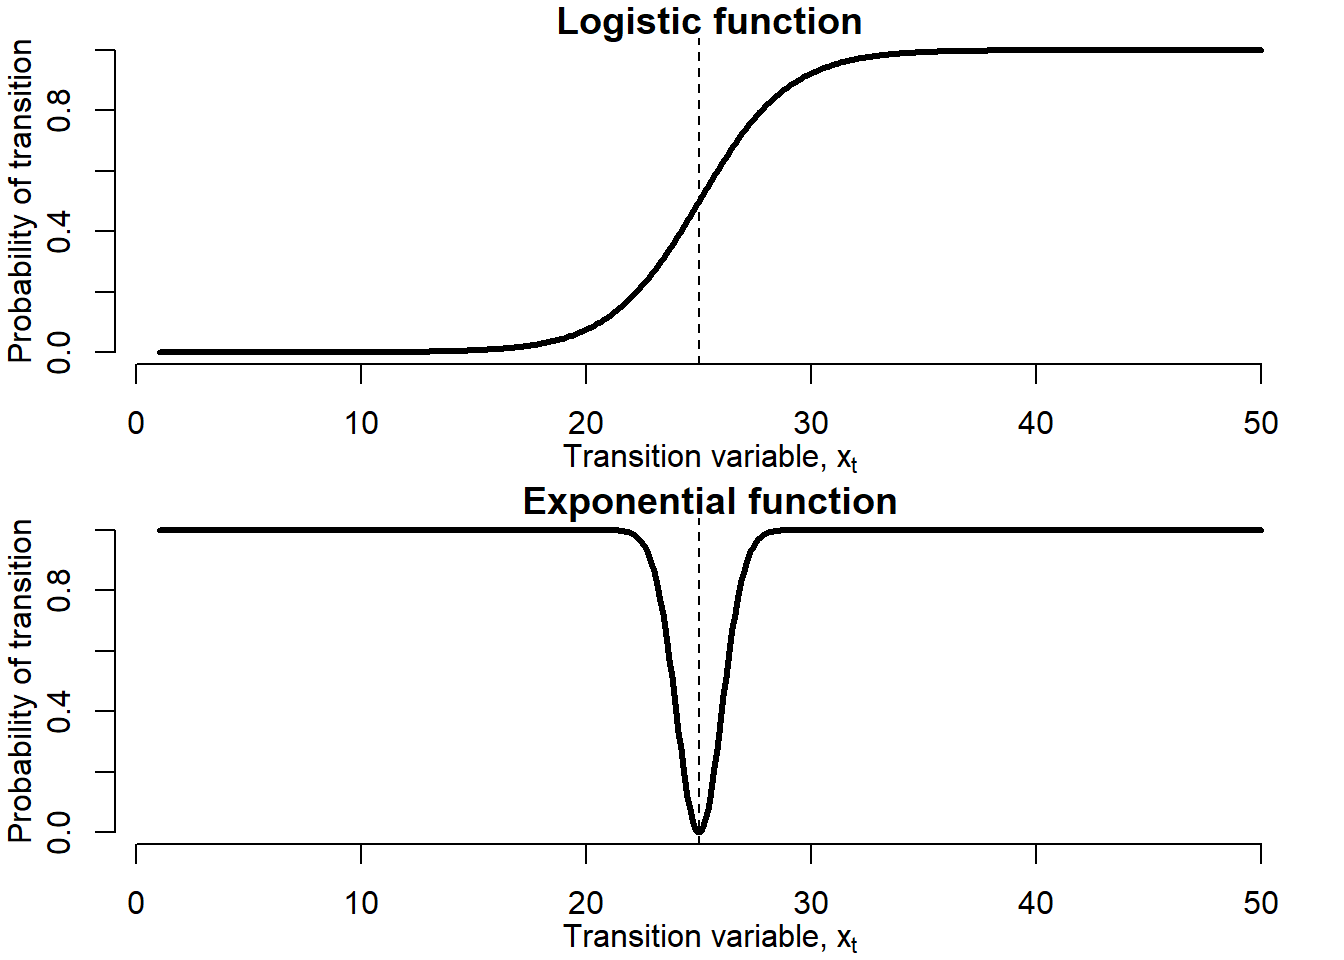 Logistic function
Probability of transition
0.0 0.4 0.8
0 10 20 30 40 50
Transition variable, xt
Exponential function
Probability of transition
0.0 0.4 0.8
0 10 20 30 40 50
Transition variable, xt